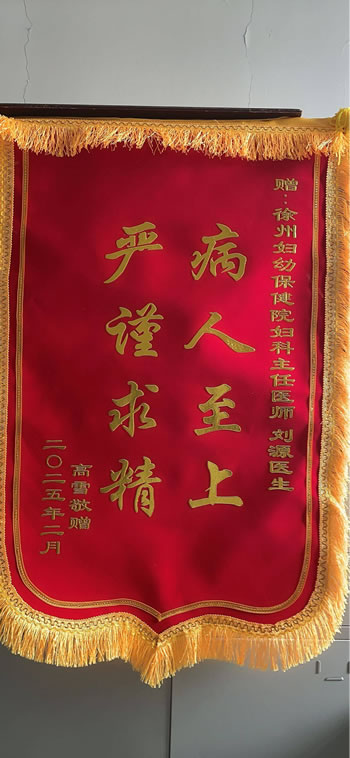 赠：徐州妇幼保健院妇科主任医师 刘源医生
病人至上
严谨求精
高雪敬赠
二〇二五年二月